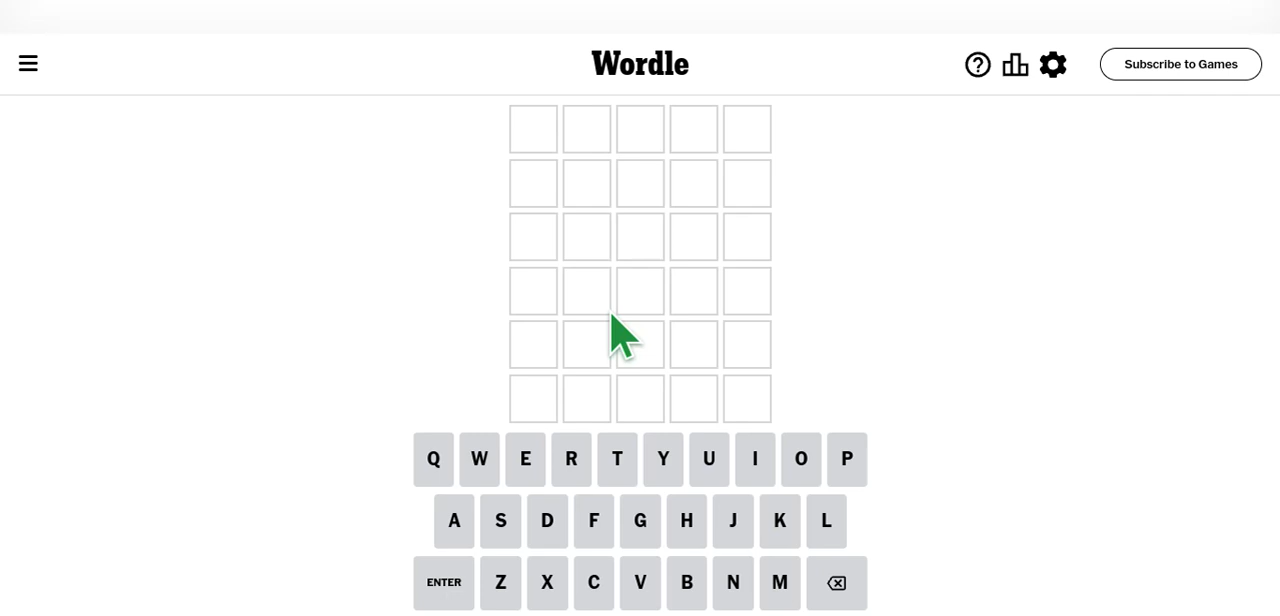 Wordle
Subscribe to Games
Q W E R T Y U I O P
A S D F G H J K L
ENTER Z X C V B N M